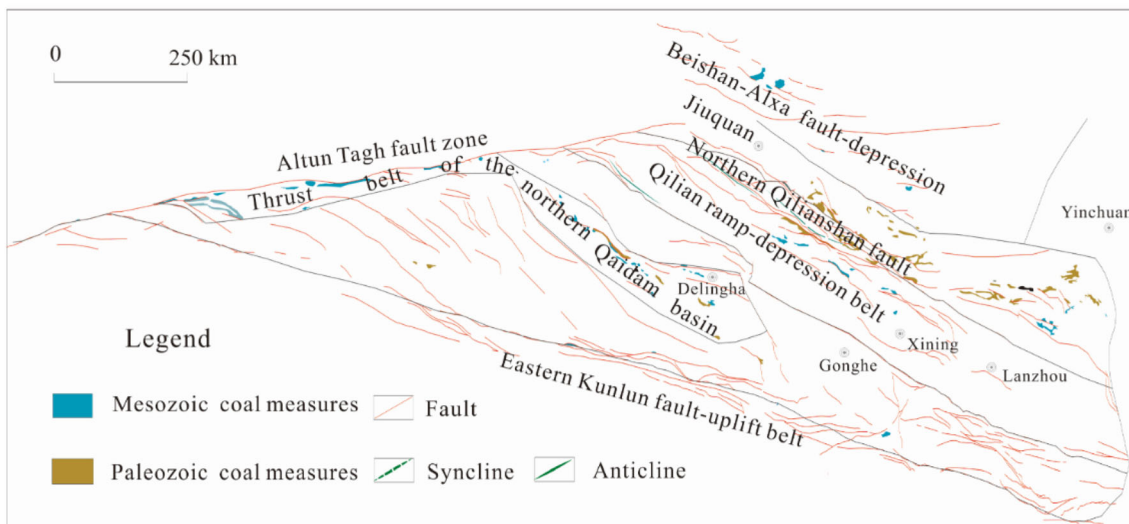 0
250 km
Beishan-Alxa fault-depression
Jiuquan
Altun Tagh fault zone
Thrust belt of the northern Qaidam basin
Northern Qilianshan fault
Qilian ramp-depression belt
Yinchuan
Delingha
Xining
Gonghe
Lanzhou
Eastern Kunlun fault-uplift belt
Legend
Mesozoic coal measures
Fault
Paleozoic coal measures
Syncline
Anticline